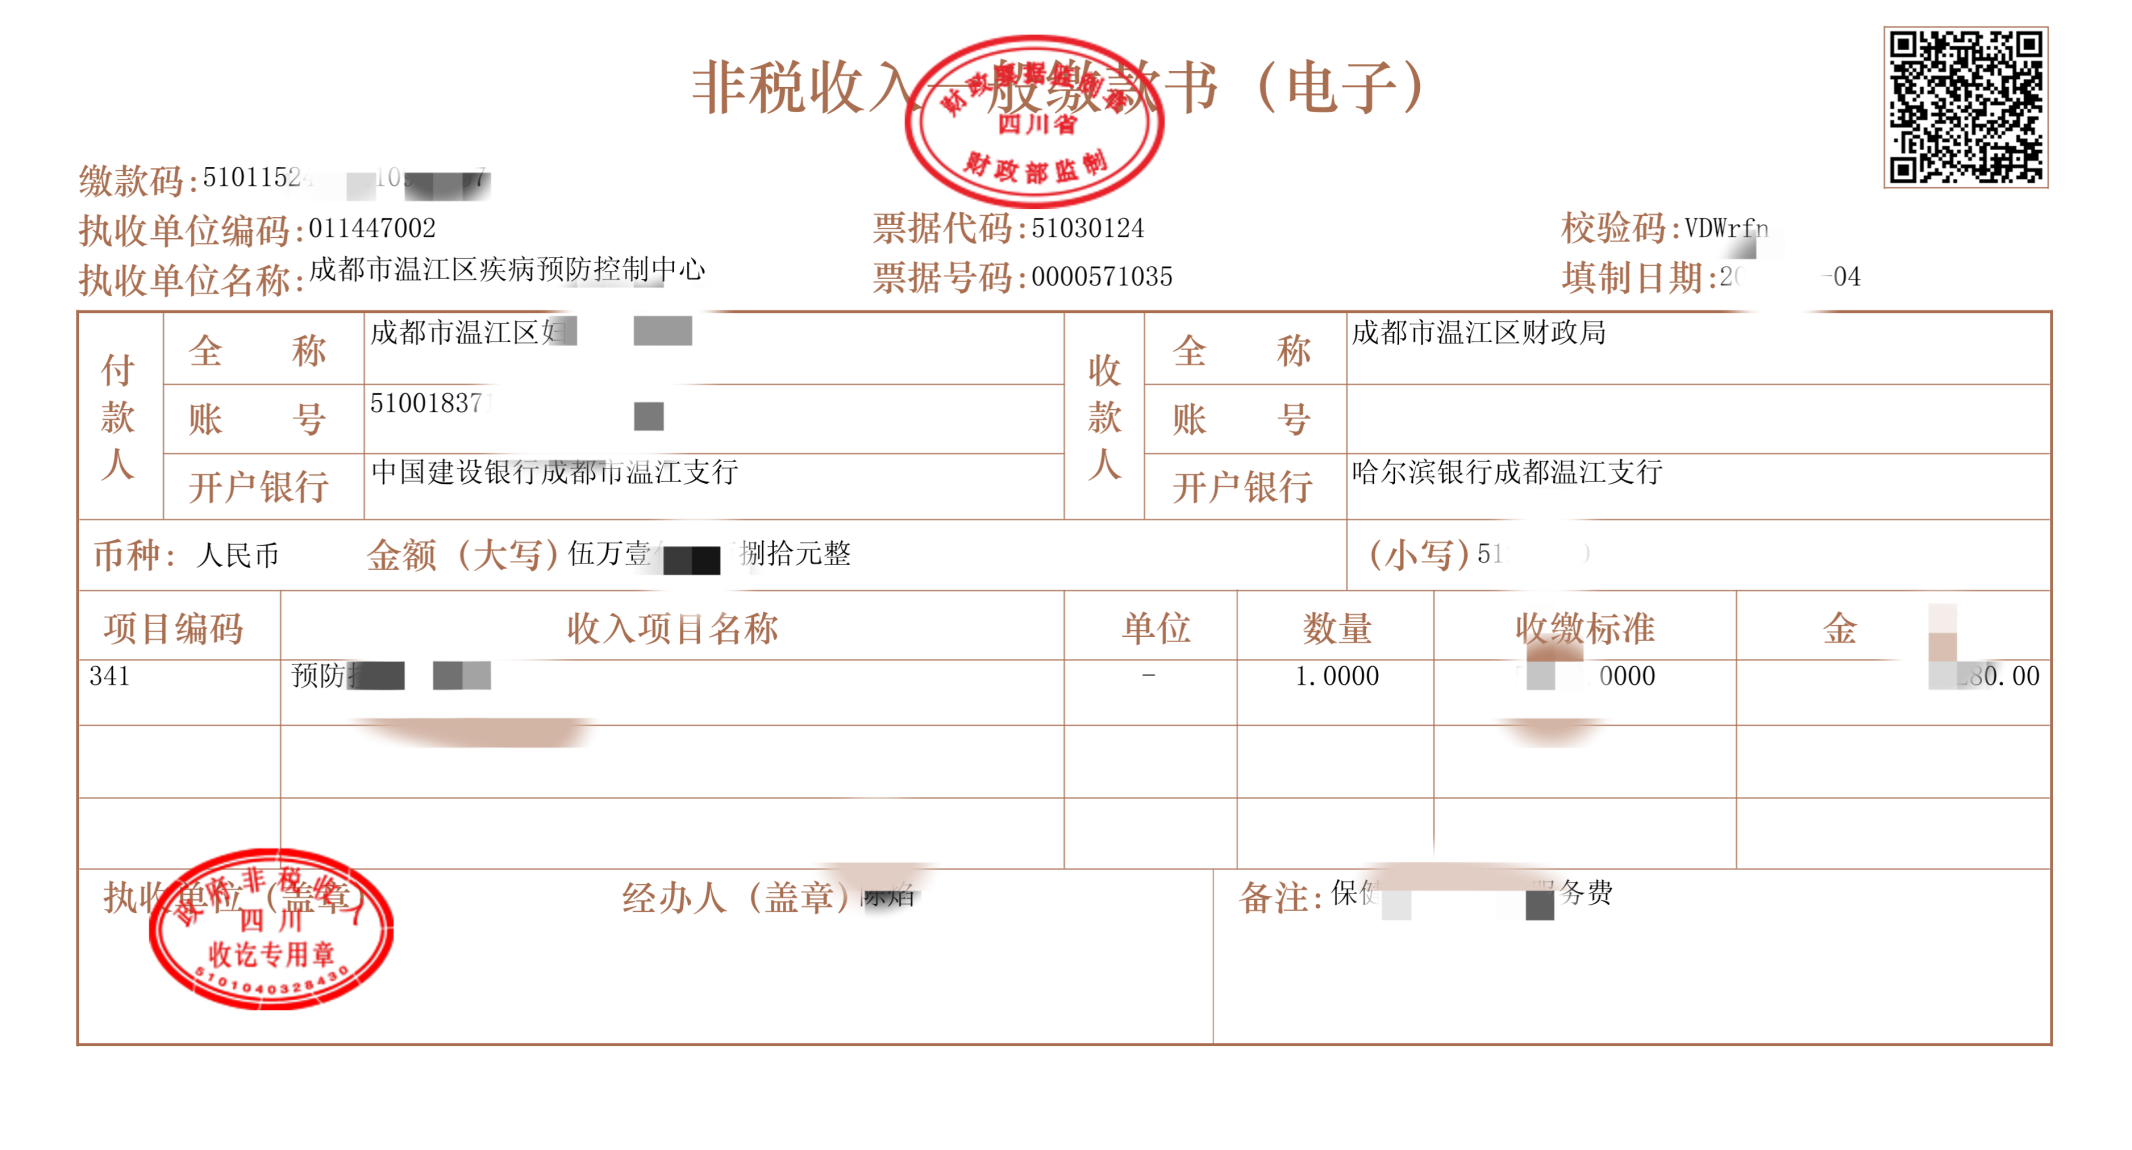 非税收入一般缴款书（电子）
财政票据监制章
四川省
财政部监制
缴款码:5101152
执收单位编码:011447002 票据代码:51030124 校验码:VDWrfn
执收单位名称:成都市温江区疾病预防控制中心 票据号码:0000571035 填制日期:2 -04
付款人 全称 成都市温江区妇 收款人 全称 成都市温江区财政局
账号 51001837 账号
开户银行 中国建设银行成都市温江支行 开户银行 哈尔滨银行成都温江支行
币种: 人民币 金额（大写）伍万壹 捌拾元整 （小写）51
项目编码 收入项目名称 单位 数量 收缴标准 金
341 预防 - 1.0000 0000 80.00
执收单位（盖章） 经办人（盖章） 备注:保健 服务费
政府非税收入
四川
收讫专用章
5101040328430